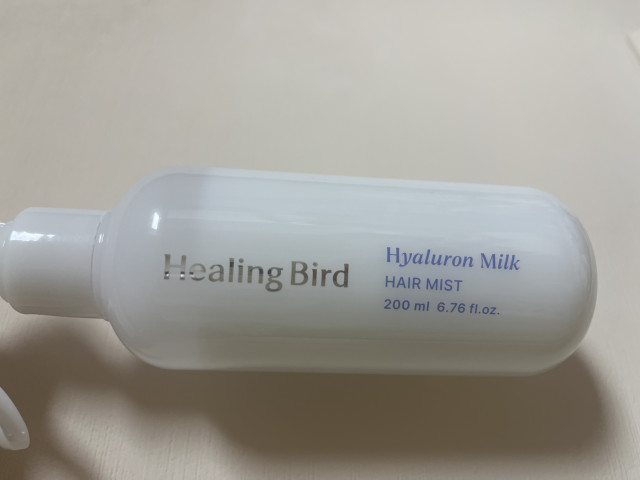 Healing Bird
Hyaluron Milk
HAIR MIST
200 ml 6.76 fl.oz.